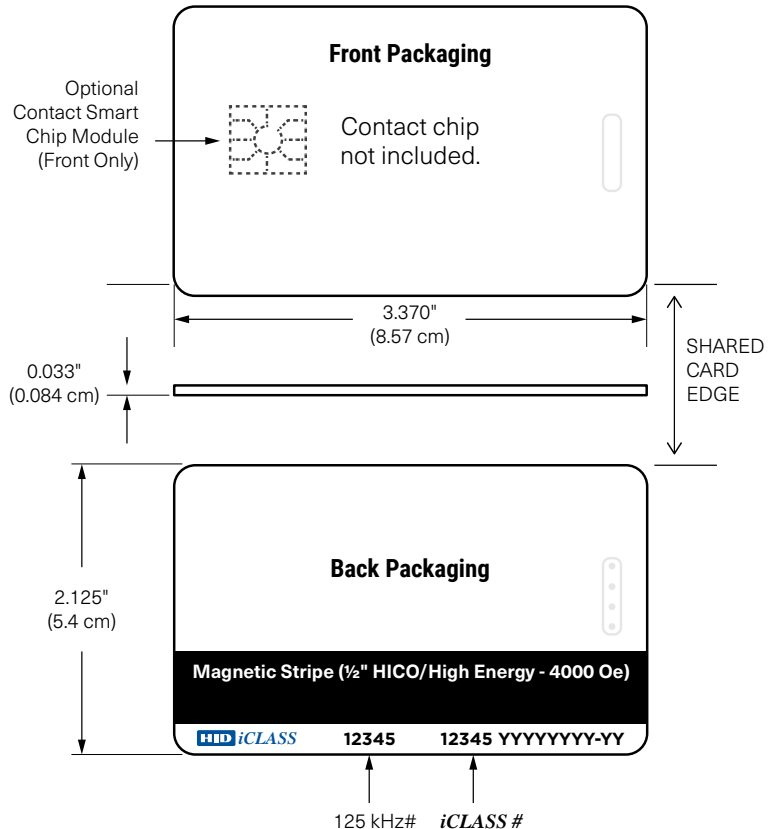 Front Packaging
Optional
Contact Smart
Chip Module
(Front Only)
Contact chip
not included.
3.370"
(8.57 cm)
0.033"
(0.084 cm)
SHARED
CARD
EDGE
Back Packaging
2.125"
(5.4 cm)
Magnetic Stripe (½" HICO/High Energy - 4000 Oe)
HID iCLASS 12345 12345 YYYYYYYY-YY
125 kHz# iCLASS #